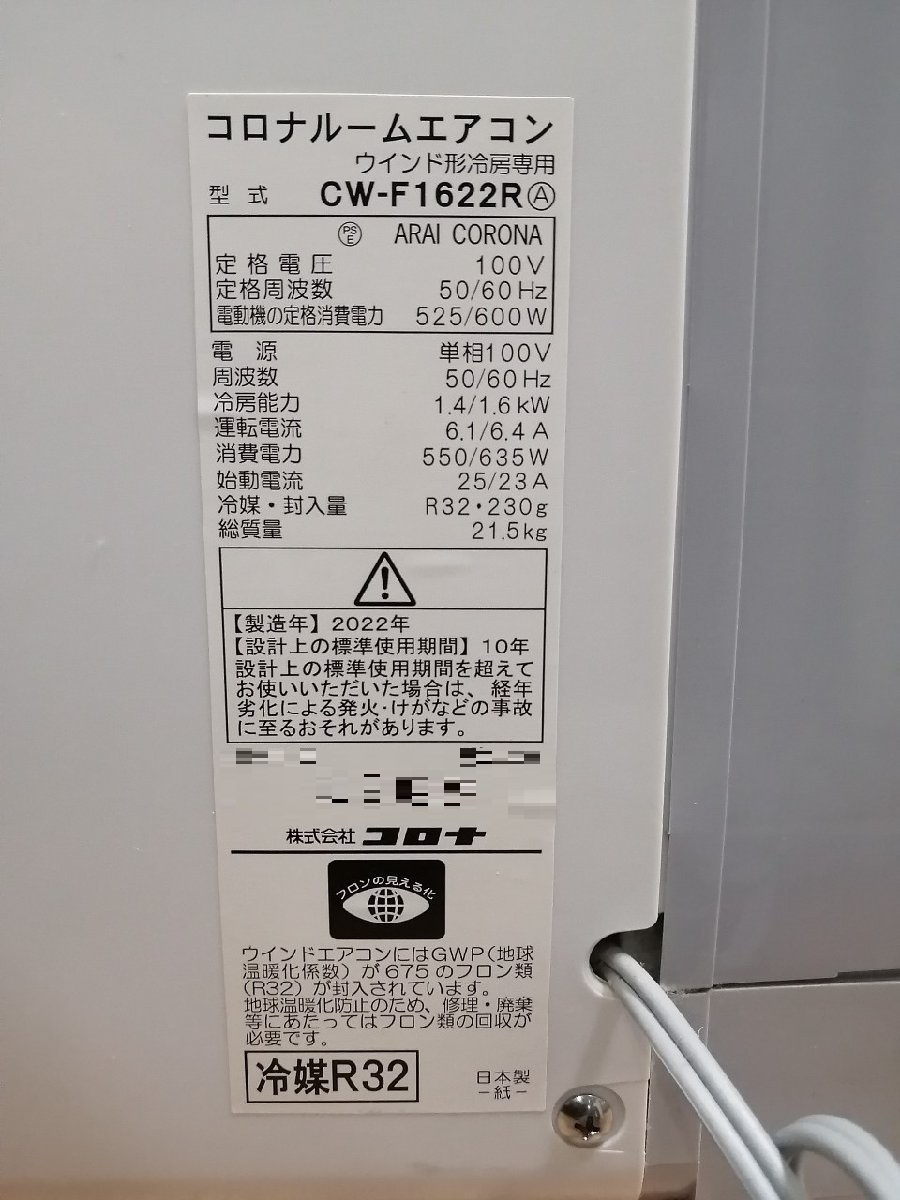 コロナルームエアコン
ウインド形冷房専用
型式 CW-F1622RⒶ
PSE ARAI CORONA
定格電圧 100V
定格周波数 50/60Hz
電動機の定格消費電力 525/600W
電源 単相100V
周波数 50/60Hz
冷房能力 1.4/1.6kW
運転電流 6.1/6.4A
消費電力 550/635W
始動電流 25/23A
冷媒・封入量 R32・230g
総質量 21.5kg
【製造年】2022年
【設計上の標準使用期間】10年
設計上の標準使用期間を超えて
お使いいただいた場合は、経年
劣化による発火・けがなどの事故
に至るおそれがあります。
株式会社 コロナ
フロンの見える化
ウインドエアコンにはGWP(地球
温暖化係数)が675のフロン類
(R32)が封入されています。
地球温暖化防止のため、修理・廃棄
等にあたってはフロン類の回収が
必要です。
冷媒R32
日本製
－紙－